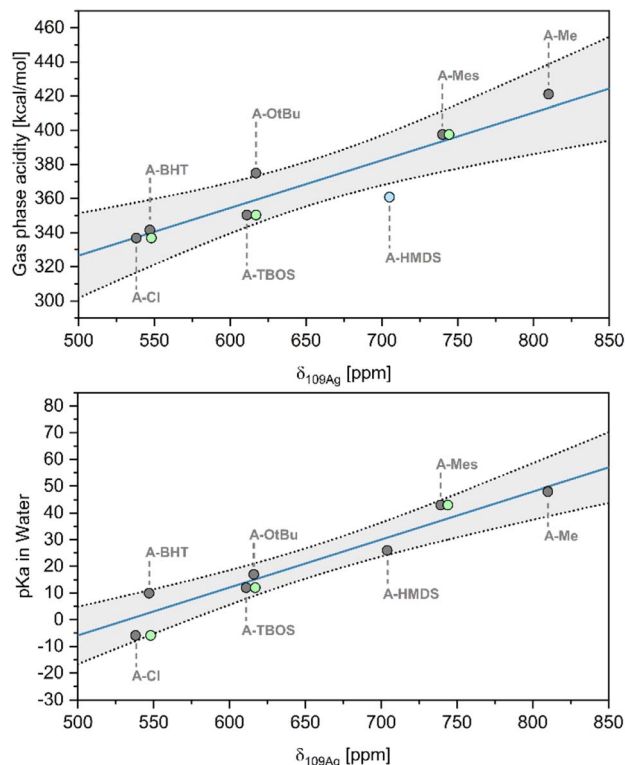 460
440
420
400
380
360
340
320
300
Gas phase acidity [kcal/mol]
A-Me
A-Mes
A-OtBu
A-BHT
A-HMDS
A-TBOS
A-Cl
500 550 600 650 700 750 800 850
δ109Ag [ppm]
80
70
60
50
40
30
20
10
0
-10
-20
-30
pKa in Water
A-Mes
A-OtBu
A-BHT
A-Me
A-HMDS
A-TBOS
A-Cl
500 550 600 650 700 750 800 850
δ109Ag [ppm]